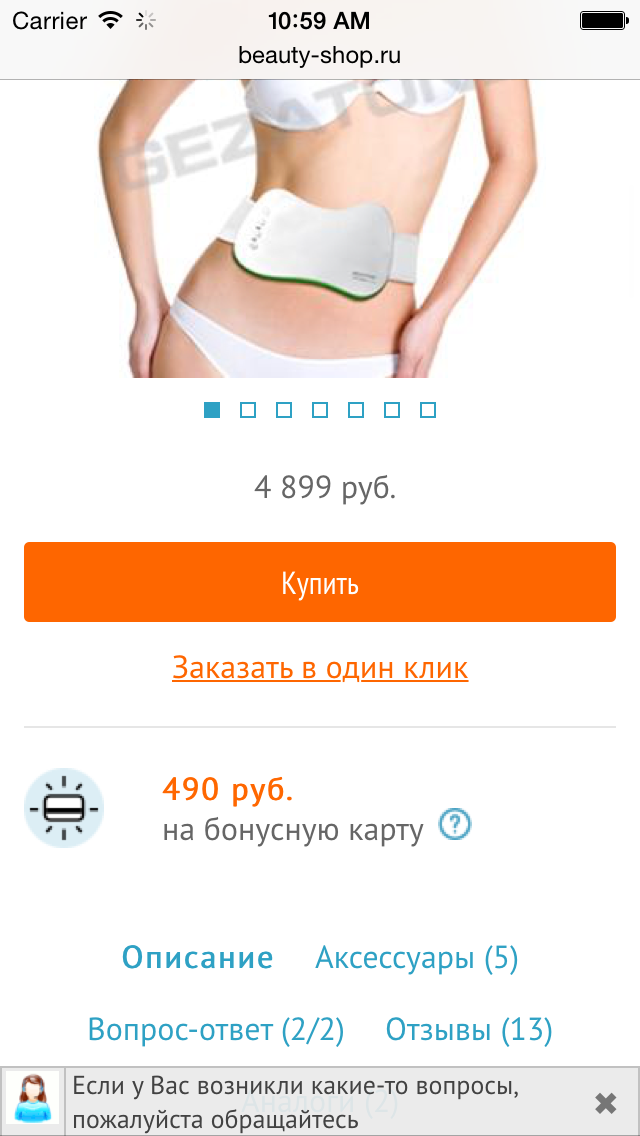 Carrier 10:59 AM
beauty-shop.ru
GEZATONE
4 899 руб.
Купить
Заказать в один клик
490 руб.
на бонусную карту ?
Описание Аксессуары (5)
Вопрос-ответ (2/2) Отзывы (13)
Аналоги (2)
Если у Вас возникли какие-то вопросы,
пожалуйста обращайтесь